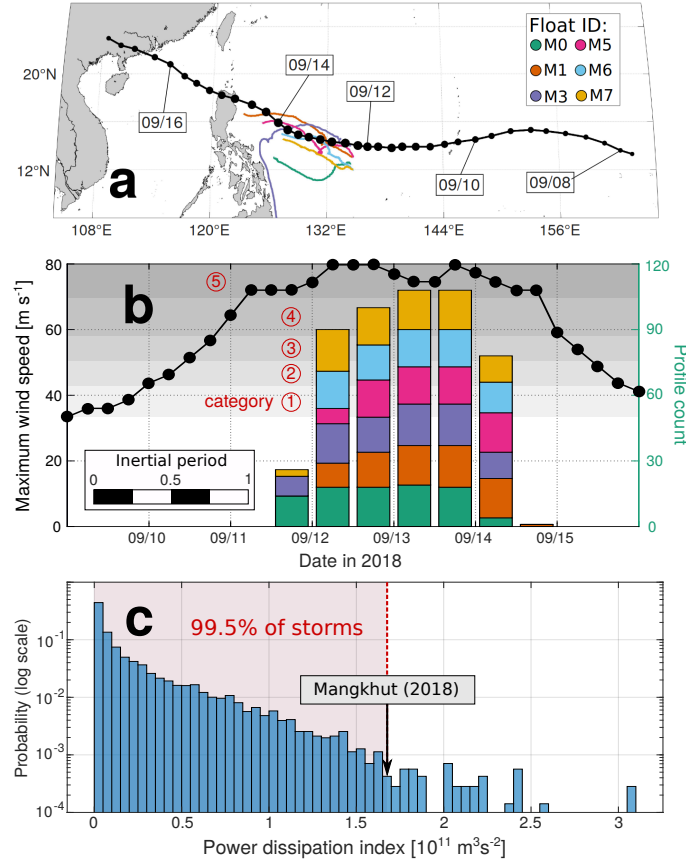 Float ID:
M0 M5
M1 M6
M3 M7
20°N
12°N
09/14
09/12
09/16
09/10
09/08
a
108°E 120°E 132°E 144°E 156°E
b
80
60
40
20
0
Maximum wind speed [m s⁻¹]
120
90
60
30
0
Profile count
5
4
3
2
category 1
Inertial period
0 0.5 1
09/10 09/11 09/12 09/13 09/14 09/15
Date in 2018
c
99.5% of storms
Mangkhut (2018)
Probability (log scale)
10⁻¹
10⁻²
10⁻³
10⁻⁴
0 0.5 1 1.5 2 2.5 3
Power dissipation index [10¹¹ m³s⁻²]